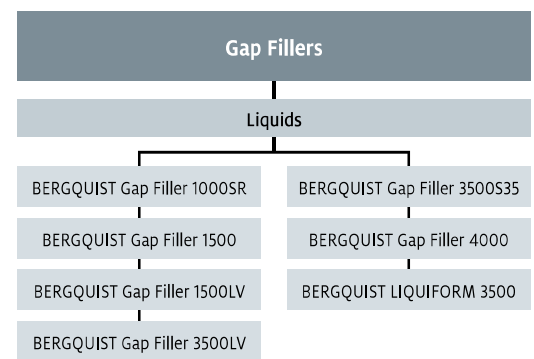 Gap Fillers
Liquids
BERGQUIST Gap Filler 1000SR
BERGQUIST Gap Filler 1500
BERGQUIST Gap Filler 1500LV
BERGQUIST Gap Filler 3500LV
BERGQUIST Gap Filler 3500S35
BERGQUIST Gap Filler 4000
BERGQUIST LIQUIFORM 3500